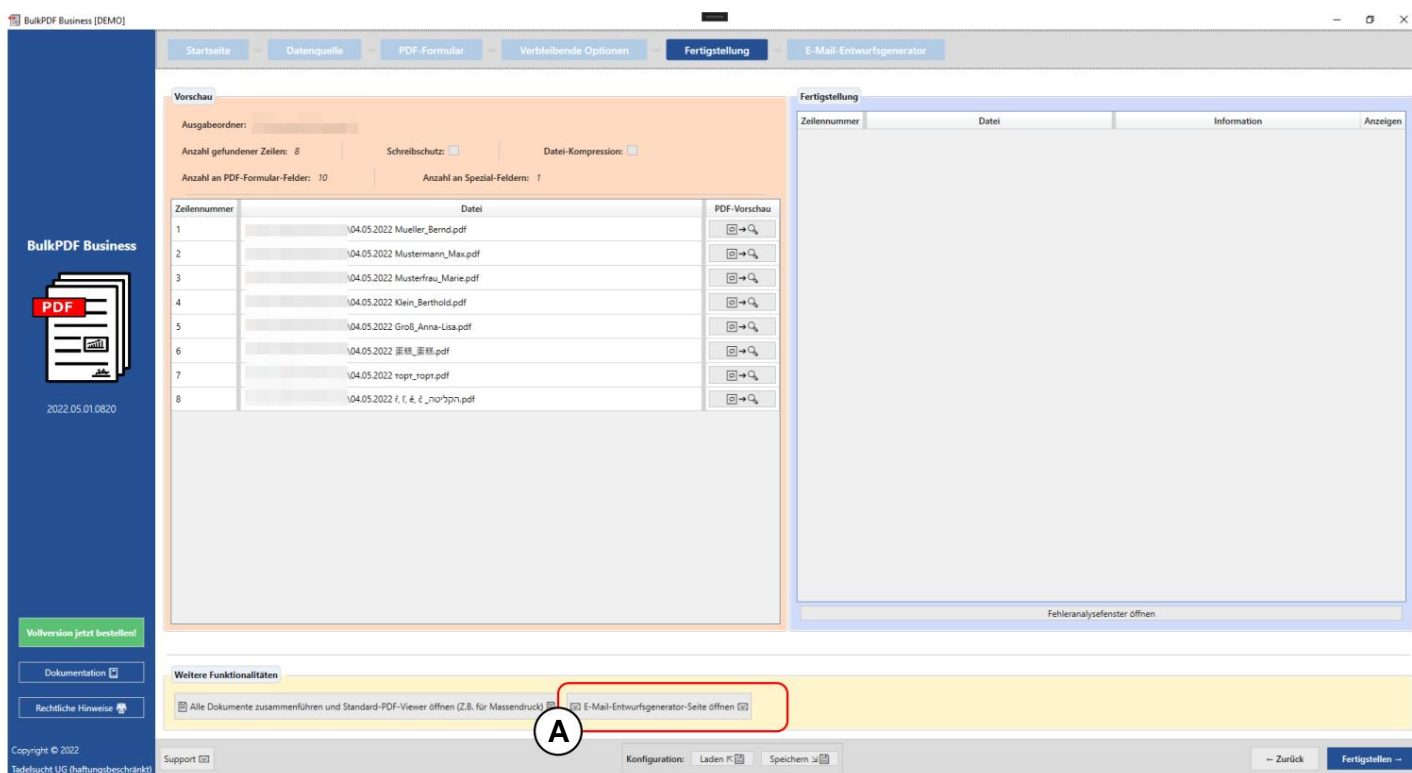 BulkPDF Business [DEMO]
Startseite
Datenquelle
PDF-Formular
Verbleibende Optionen
Fertigstellung
E-Mail-Entwurfsgenerator
BulkPDF Business
PDF
2022.05.01.0820
Vollversion jetzt bestellen!
Dokumentation
Rechtliche Hinweise
Copyright © 2022
Tadelsucht UG (haftungsbeschränkt)
Vorschau
Ausgabeordner:
Anzahl gefundener Zeilen: 8 Schreibschutz: Datei-Kompression:
Anzahl an PDF-Formular-Felder: 10 Anzahl an Spezial-Feldern: 1
Zeilennummer Datei PDF-Vorschau
1 \04.05.2022 Mueller_Bernd.pdf
2 \04.05.2022 Mustermann_Max.pdf
3 \04.05.2022 Musterfrau_Marie.pdf
4 \04.05.2022 Klein_Berthold.pdf
5 \04.05.2022 Groß_Anna-Lisa.pdf
6 \04.05.2022 蛋糕_蛋糕.pdf
7 \04.05.2022 торт_торт.pdf
8 \04.05.2022
Fertigstellung
Zeilennummer Datei Information Anzeigen
Fehleranalysefenster öffnen
Weitere Funktionalitäten
Alle Dokumente zusammenführen und Standard-PDF-Viewer öffnen (Z.B. für Massendruck)
E-Mail-Entwurfsgenerator-Seite öffnen
A
Support
Konfiguration: Laden Speichern
← Zurück
Fertigstellen →